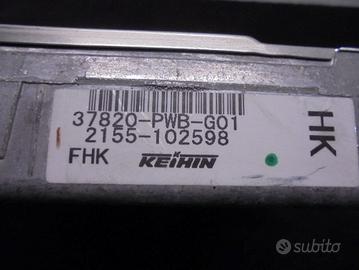 37820-PWB-G01
2155-102598
FHK
KEIHIN
HK
subito